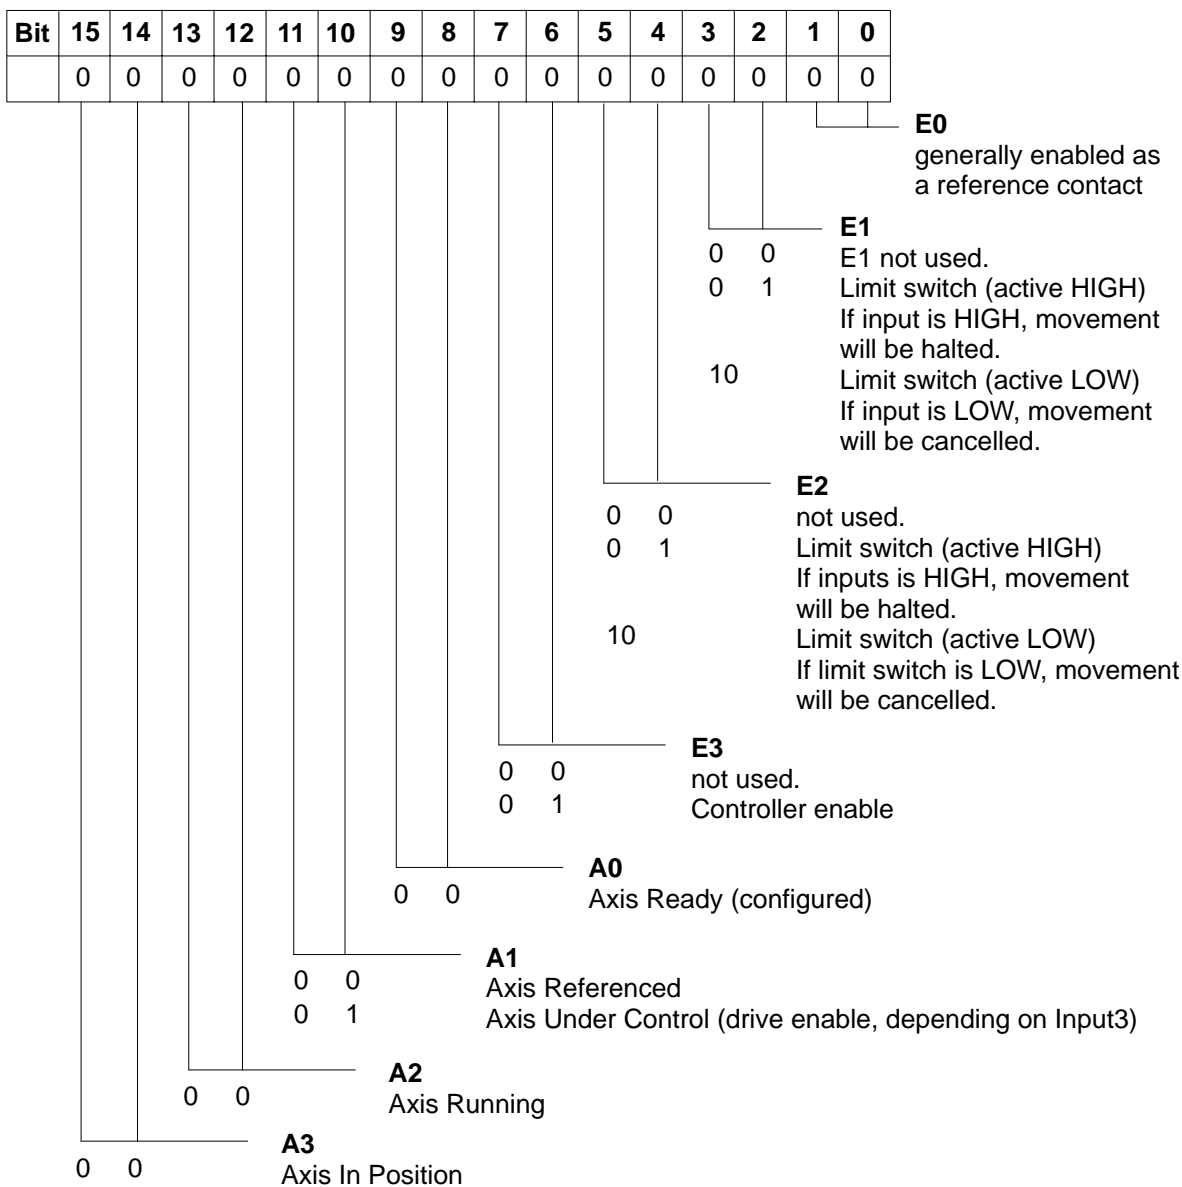 Bit 15 14 13 12 11 10 9 8 7 6 5 4 3 2 1 0
0 0 0 0 0 0 0 0 0 0 0 0 0 0 0 0
E0
generally enabled as
a reference contact
E1
0 0 E1 not used.
0 1 Limit switch (active HIGH)
If input is HIGH, movement
will be halted.
10 Limit switch (active LOW)
If input is LOW, movement
will be cancelled.
E2
0 0 not used.
0 1 Limit switch (active HIGH)
If inputs is HIGH, movement
will be halted.
10 Limit switch (active LOW)
If limit switch is LOW, movement
will be cancelled.
E3
0 0 not used.
0 1 Controller enable
A0
0 0 Axis Ready (configured)
A1
0 0 Axis Referenced
0 1 Axis Under Control (drive enable, depending on Input3)
A2
0 0 Axis Running
A3
0 0 Axis In Position